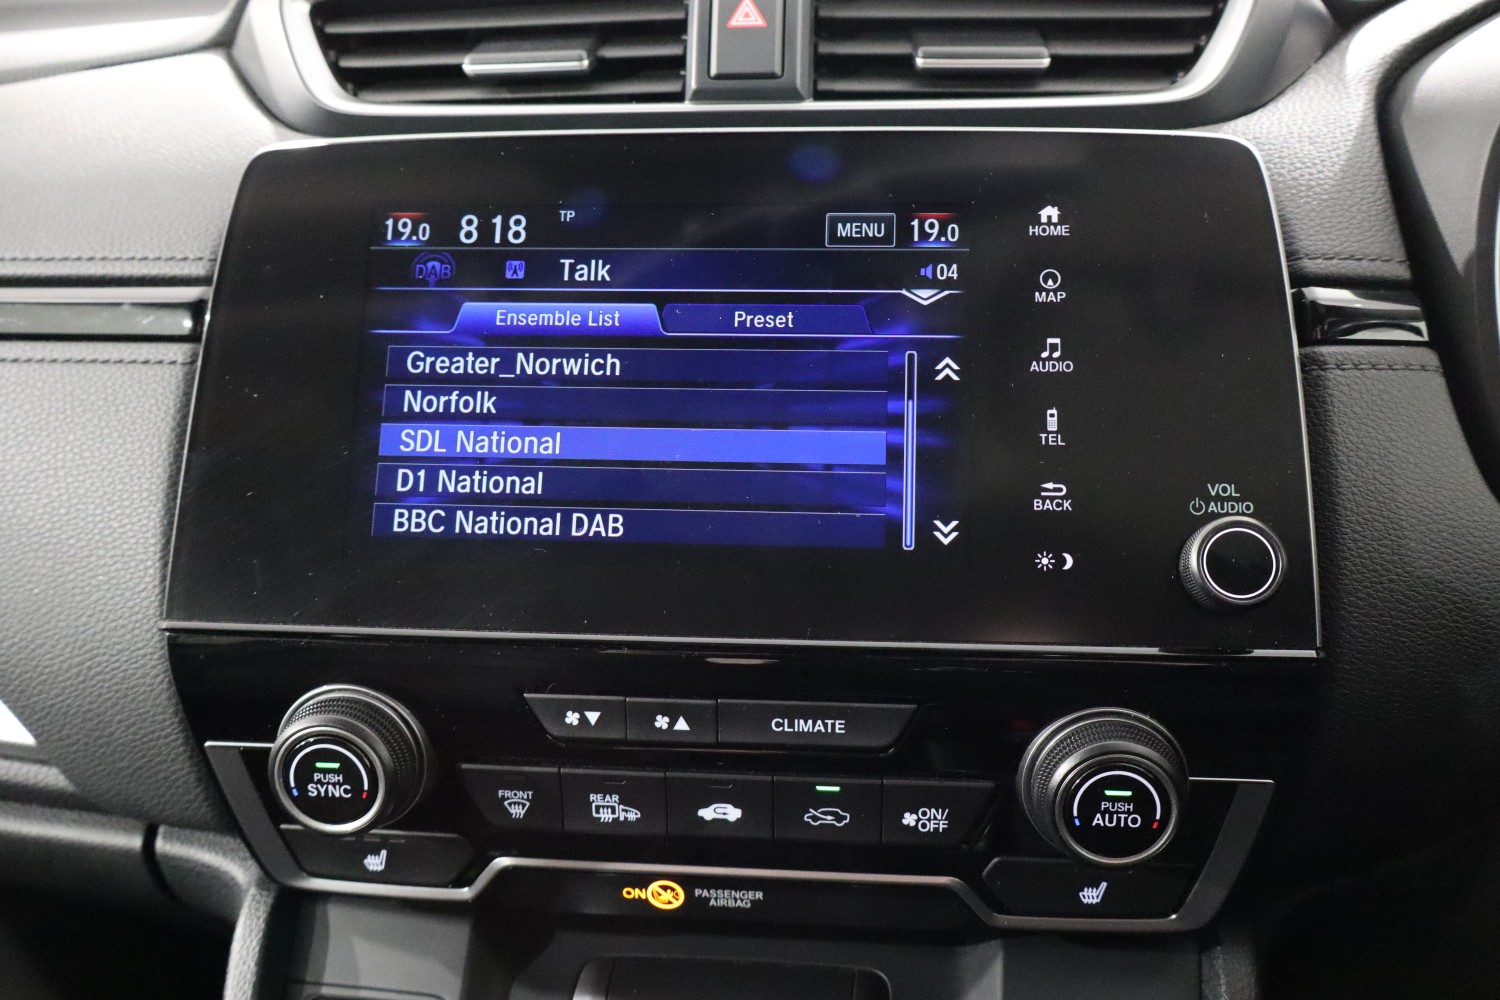 19.0 8 18 TP MENU 19.0
DAB Talk 04
Ensemble List Preset
Greater_Norwich
Norfolk
SDL National
D1 National
BBC National DAB
HOME
MAP
AUDIO
TEL
BACK
VOL
AUDIO
CLIMATE
PUSH
SYNC
FRONT
REAR
ON/
OFF
PUSH
AUTO
ON
PASSENGER
AIRBAG